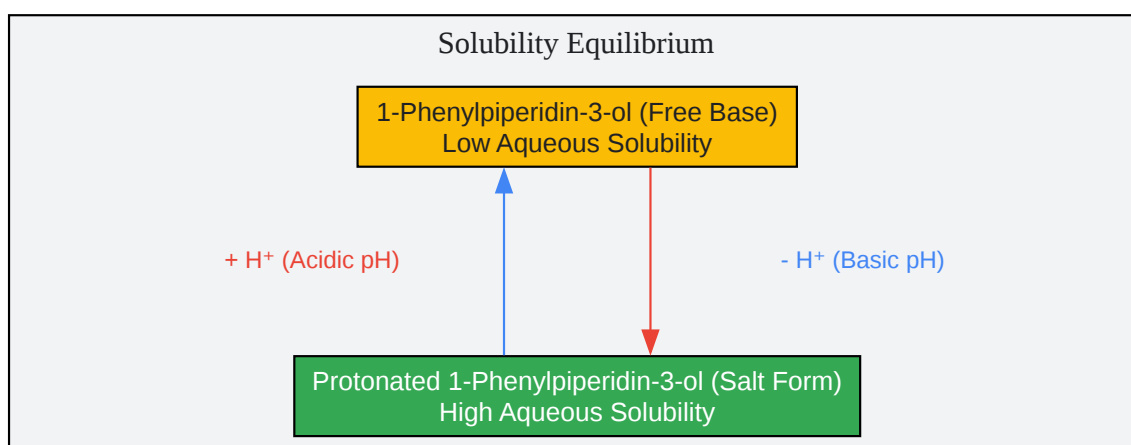 Solubility Equilibrium
1-Phenylpiperidin-3-ol (Free Base)
Low Aqueous Solubility
+ H⁺ (Acidic pH)
- H⁺ (Basic pH)
Protonated 1-Phenylpiperidin-3-ol (Salt Form)
High Aqueous Solubility